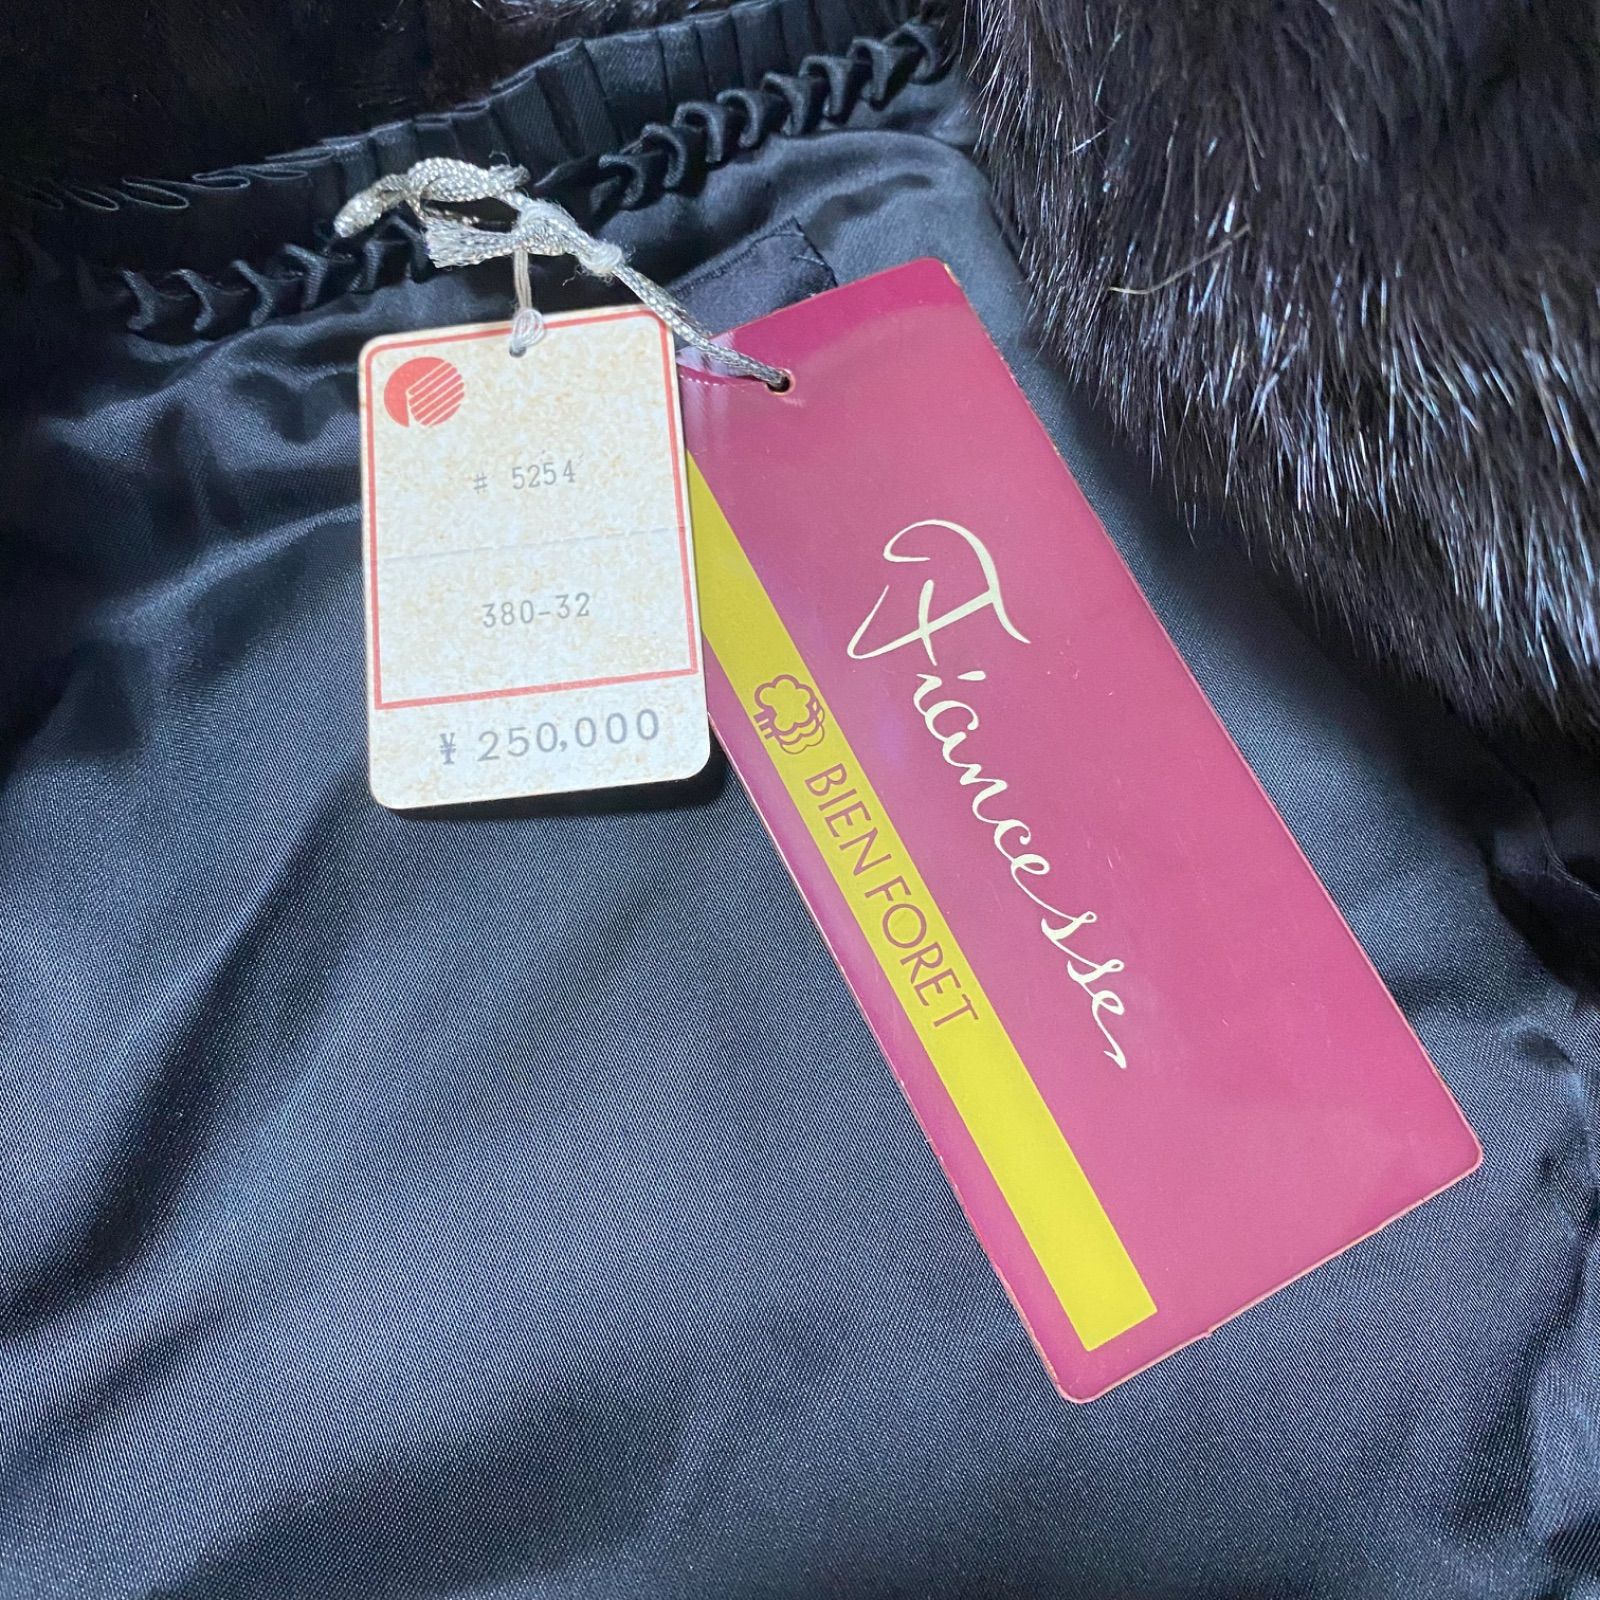 # 5254
380-32
¥ 250,000
Fiancesse
BIEN FORET